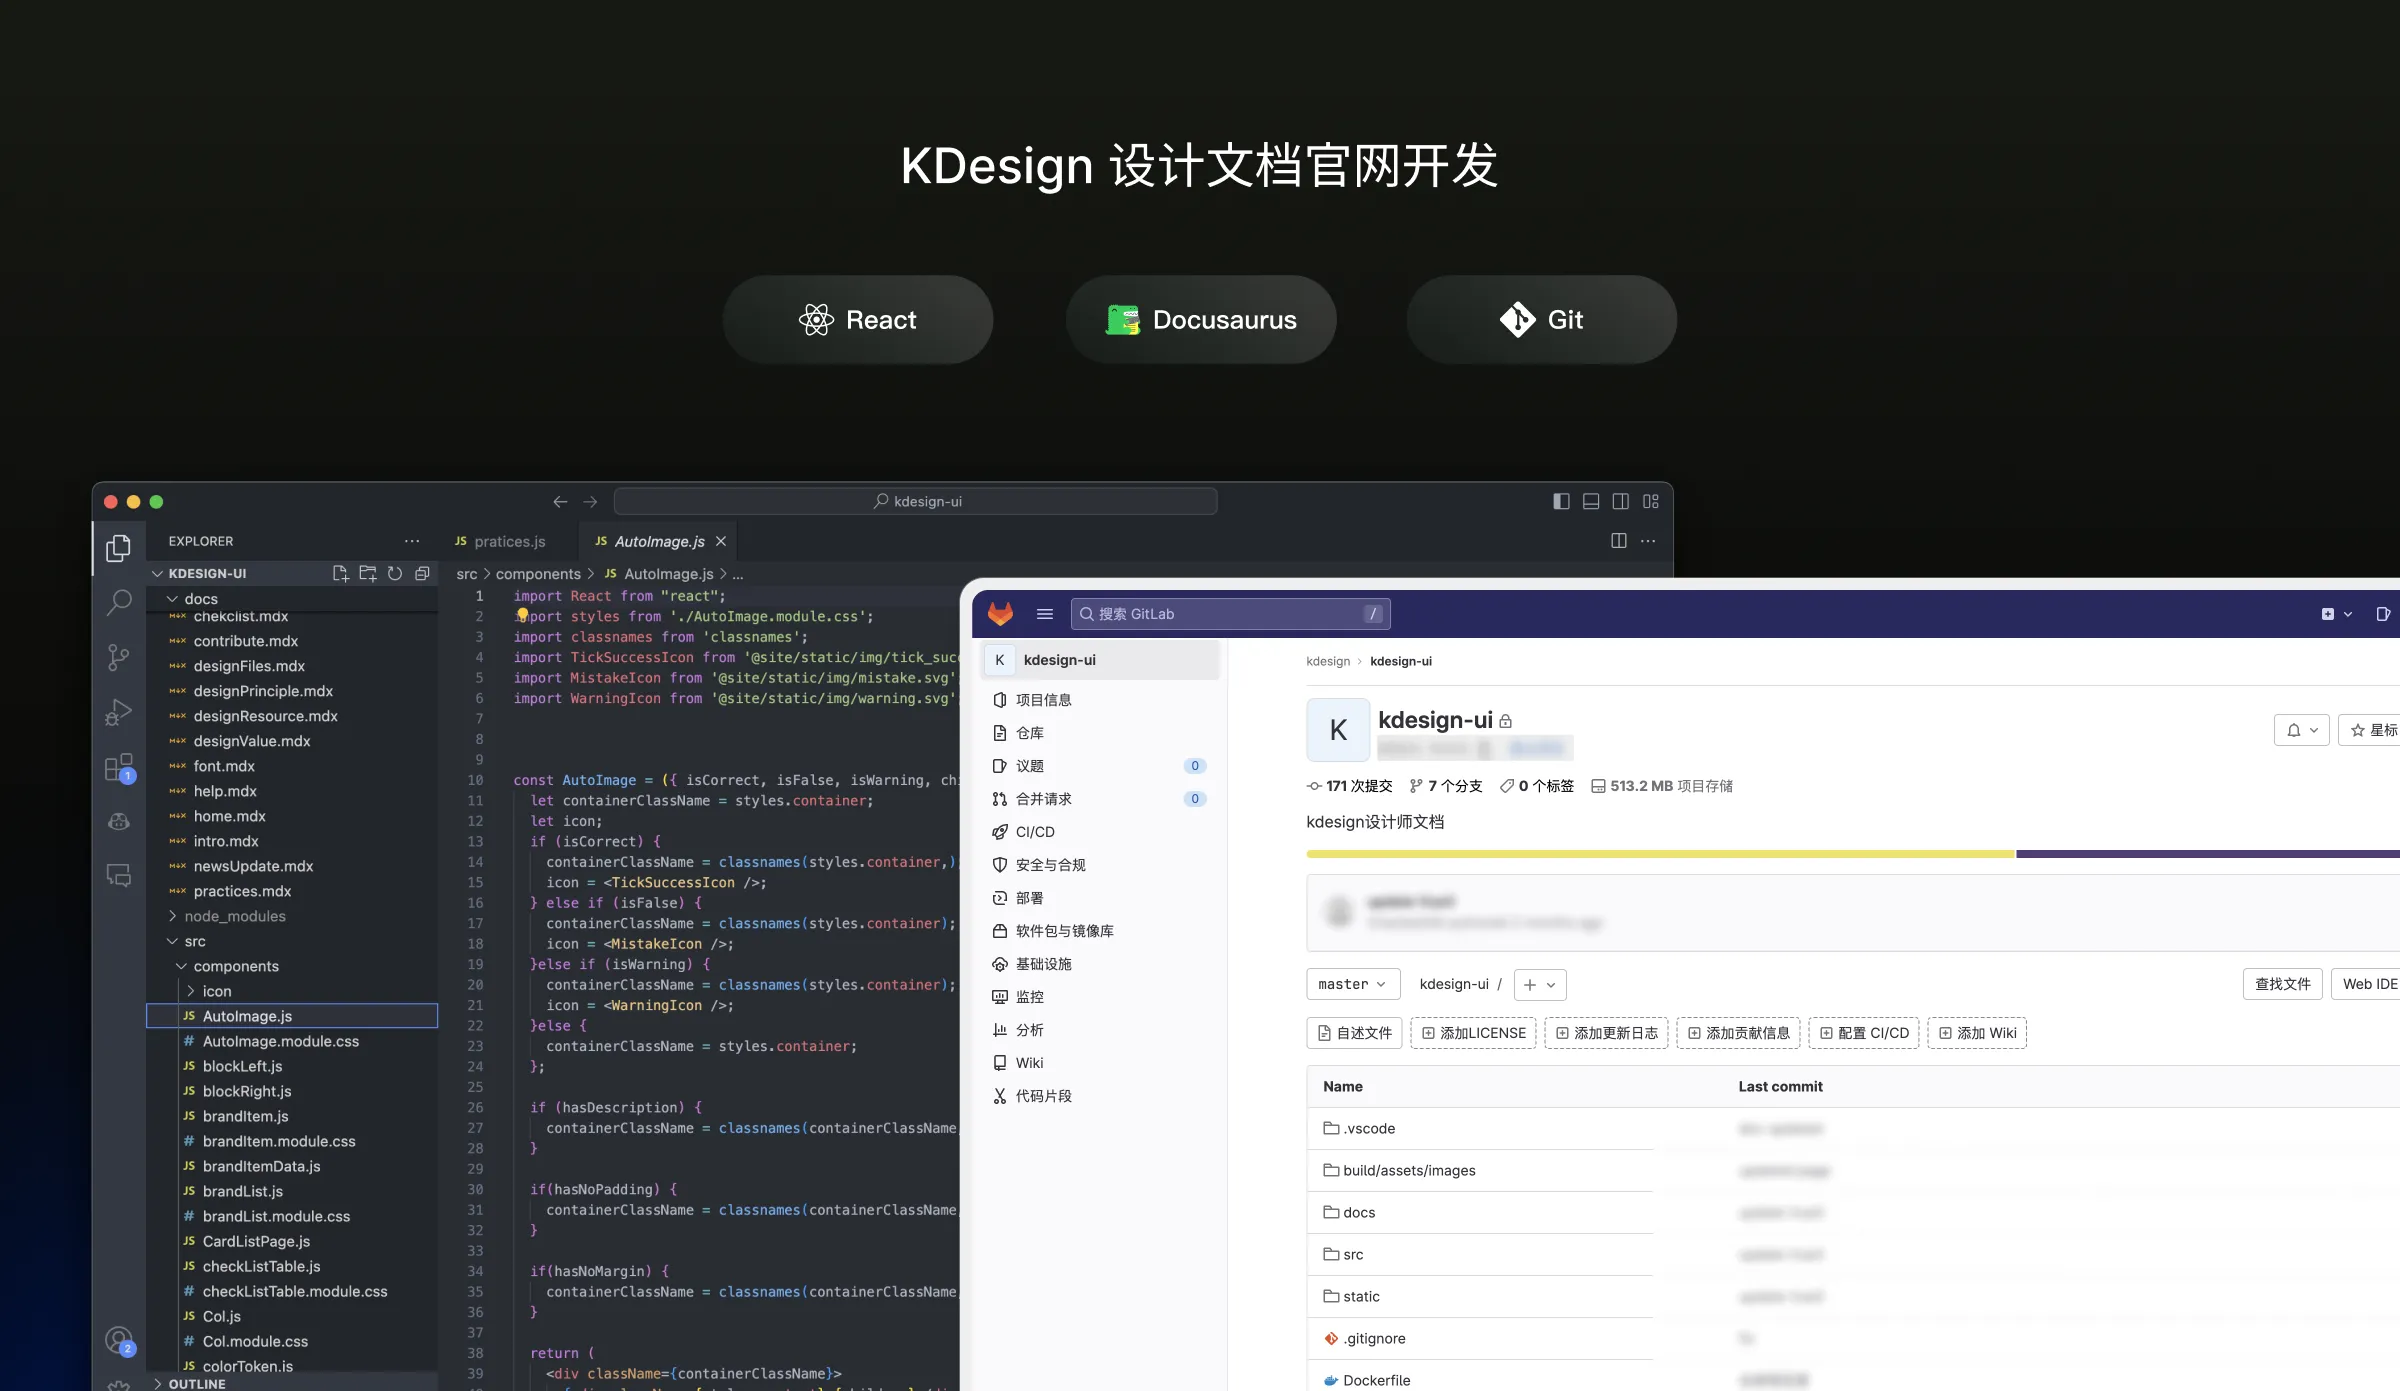 KDesign 设计文档官网开发
React
Docusaurus
Git
kdesign-ui
EXPLORER
KDESIGN-UI
docs
chekclist.mdx
contribute.mdx
designFiles.mdx
designPrinciple.mdx
designResource.mdx
designValue.mdx
font.mdx
help.mdx
home.mdx
intro.mdx
newsUpdate.mdx
practices.mdx
node_modules
src
components
icon
JS AutoImage.js
# AutoImage.module.css
JS blockLeft.js
JS blockRight.js
JS brandItem.js
# brandItem.module.css
JS brandItemData.js
JS brandList.js
# brandList.module.css
JS CardListPage.js
JS checkListTable.js
# checkListTable.module.css
JS Col.js
# Col.module.css
JS colorToken.js
OUTLINE
1
2
JS pratices.js
JS AutoImage.js
src > components > JS AutoImage.js > ...
1 import React from "react";
2 import styles from './AutoImage.module.css';
3 import classnames from 'classnames';
4 import TickSuccessIcon from '@site/static/img/tick_suc
5 import MistakeIcon from '@site/static/img/mistake.svg'
6 import WarningIcon from '@site/static/img/warning.svg'
7
8
9
10 const AutoImage = ({ isCorrect, isFalse, isWarning, chi
11 let containerClassName = styles.container;
12 let icon;
13 if (isCorrect) {
14 containerClassName = classnames(styles.container,)
15 icon = <TickSuccessIcon />;
16 } else if (isFalse) {
17 containerClassName = classnames(styles.container);
18 icon = <MistakeIcon />;
19 }else if (isWarning) {
20 containerClassName = classnames(styles.container);
21 icon = <WarningIcon />;
22 }else {
23 containerClassName = styles.container;
24 };
25
26 if (hasDescription) {
27 containerClassName = classnames(containerClassName,
28 }
29
30 if(hasNoPadding) {
31 containerClassName = classnames(containerClassName,
32 }
33
34 if(hasNoMargin) {
35 containerClassName = classnames(containerClassName,
36 }
37
38 return (
39 <div className={containerClassName}>
搜索 GitLab /
K kdesign-ui
项目信息
仓库
议题 0
合并请求 0
CI/CD
安全与合规
部署
软件包与镜像库
基础设施
监控
分析
Wiki
代码片段
kdesign > kdesign-ui
K
kdesign-ui
星标
171 次提交 7 个分支 0 个标签 513.2 MB 项目存储
kdesign设计师文档
master kdesign-ui / +
查找文件
Web IDE
自述文件 添加LICENSE 添加更新日志 添加贡献信息 配置 CI/CD 添加 Wiki
Name Last commit
.vscode
build/assets/images
docs
src
static
.gitignore
Dockerfile